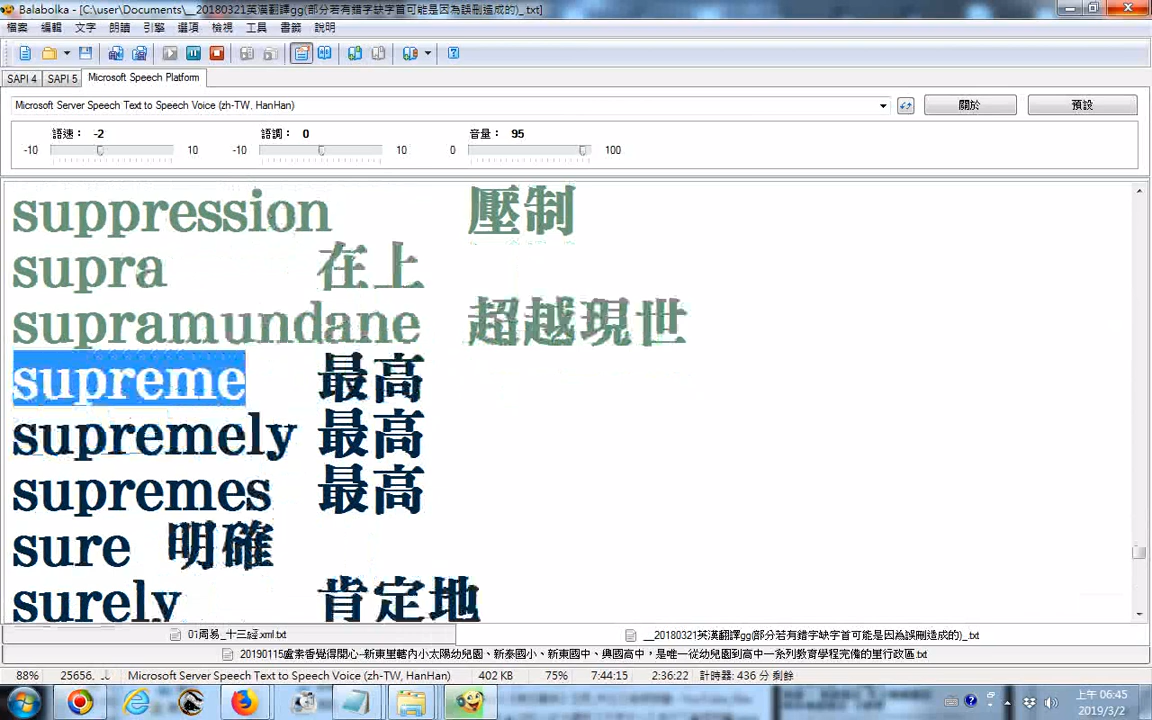 Balabolka - [C:\user\Documents\__20180321英漢翻譯gg(部分若有錯字缺字首可能是因為誤刪造成的)_.txt]
檔案 編輯 文字 朗讀 引擎 選項 檢視 工具 書籤 說明
SAPI 4 SAPI 5 Microsoft Speech Platform
Microsoft Server Speech Text to Speech Voice (zh-TW, HanHan) 關於 預設
語速： -2 語調： 0 音量： 95
-10 10 -10 10 0 100
suppression 壓制
supra 在上
supramundane 超越現世
supreme 最高
supremely 最高
supremes 最高
sure 明確
surely 肯定地
01周易_十三經.xml.txt __20180321英漢翻譯gg(部分若有錯字缺字首可能是因為誤刪造成的)_.txt
20190115盧素香覺得開心--新東里轄內小太陽幼兒園、新泰國小、新東國中、興國高中，是唯一從幼兒園到高中一系列教育學程完備的里行政區.txt
88% 25656. Microsoft Server Speech Text to Speech Voice (zh-TW, H 402 KB 75% 7:44:15 2:36:22 計時器: 436 分 剩餘
上午 06:45
2019/3/2